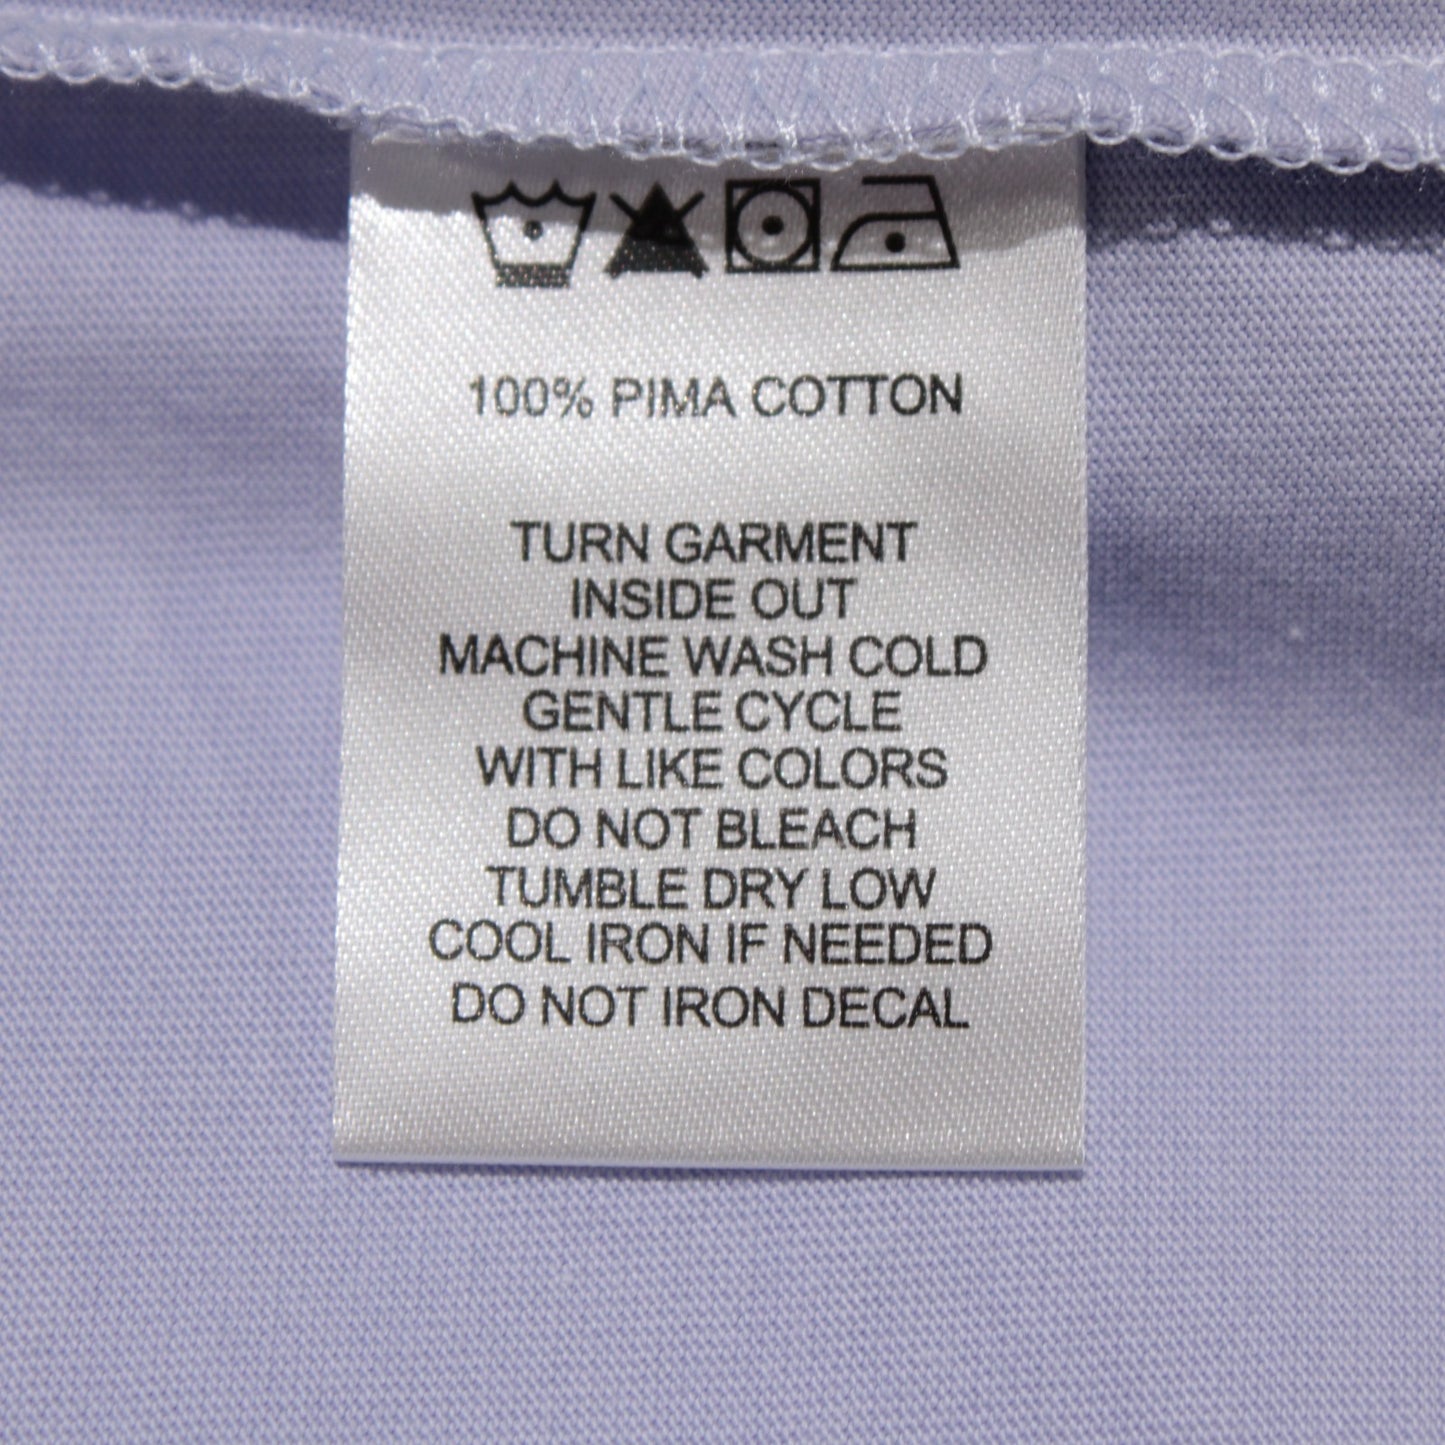 100% PIMA COTTON
TURN GARMENT
INSIDE OUT
MACHINE WASH COLD
GENTLE CYCLE
WITH LIKE COLORS
DO NOT BLEACH
TUMBLE DRY LOW
COOL IRON IF NEEDED
DO NOT IRON DECAL